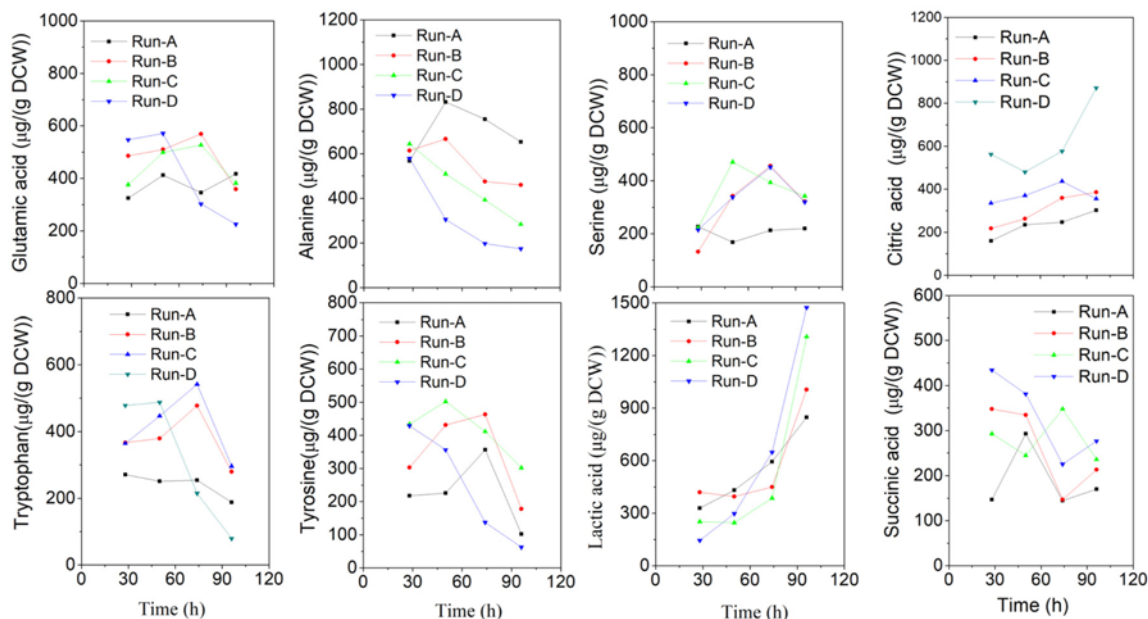 Glutamic acid (μg/(g DCW))
1000
800
600
400
200
0
Run-A
Run-B
Run-C
Run-D
Alanine (μg/(g DCW))
1200
1000
800
600
400
200
0
Run-A
Run-B
Run-C
Run-D
Serine (μg/(g DCW))
1000
800
600
400
200
0
Run-A
Run-B
Run-C
Run-D
Citric acid (μg/(g DCW))
1200
1000
800
600
400
200
0
Run-A
Run-B
Run-C
Run-D
Tryptophan(μg/(g DCW))
800
600
400
200
0
Run-A
Run-B
Run-C
Run-D
0 30 60 90 120
Time (h)
Tyrosine(μg/(g DCW))
800
700
600
500
400
300
200
100
0
Run-A
Run-B
Run-C
Run-D
0 30 60 90 120
Time (h)
Lactic acid (μg/(g DCW))
1500
1200
900
600
300
0
Run-A
Run-B
Run-C
Run-D
0 30 60 90 120
Time (h)
Succinic acid (μg/(g DCW))
600
500
400
300
200
100
0
Run-A
Run-B
Run-C
Run-D
0 30 60 90 120
Time (h)